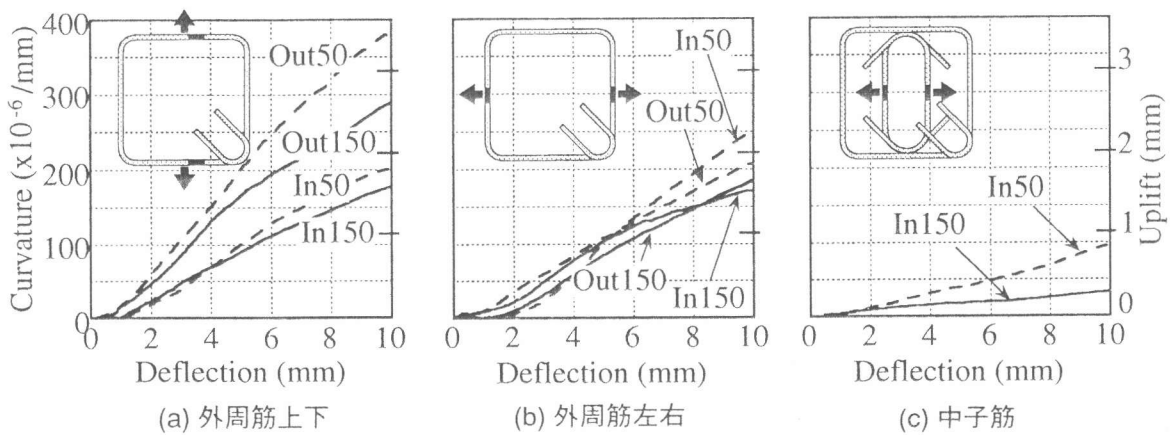 Curvature (x10⁻⁶/mm)
400
300
200
100
0
Out50
Out150
In50
In150
0 2 4 6 8 10
Deflection (mm)
(a) 外周筋上下
In50
Out50
Out150
In150
0 2 4 6 8 10
Deflection (mm)
(b) 外周筋左右
In150
In50
0 2 4 6 8 10
Deflection (mm)
(c) 中子筋
3
2
1
0
Uplift (mm)